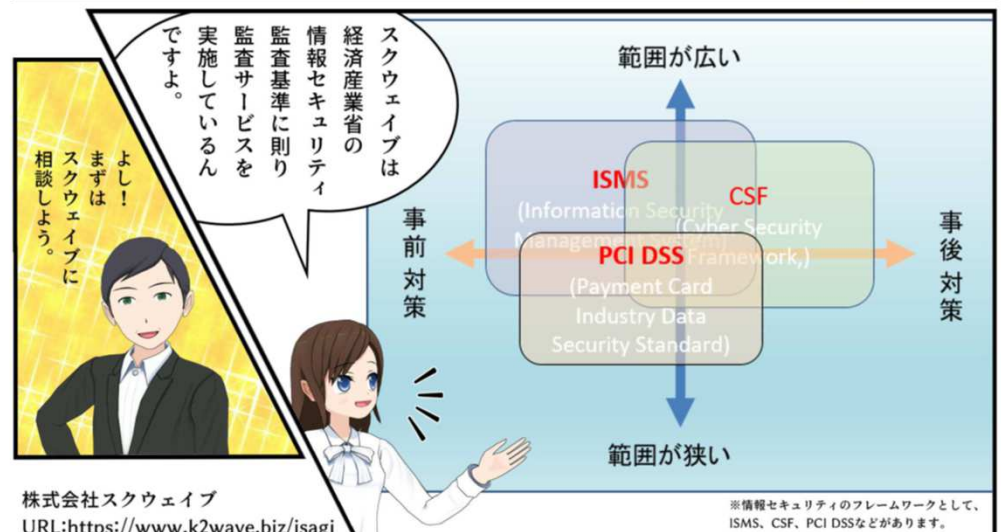 スクウェイブは
経済産業省の
情報セキュリティ
監査基準に則り
監査サービスを
実施しているん
ですよ。
範囲が広い
事前対策
事後対策
ISMS
(Information Security
Management System)
CSF
(Cyber Security
Framework,)
PCI DSS
(Payment Card
Industry Data
Security Standard)
範囲が狭い
よし！
まずは
スクウェイブに
相談しよう。
※情報セキュリティのフレームワークとして、
ISMS、CSF、PCI DSSなどがあります。
株式会社スクウェイブ
URL:https://www.k2wave.biz/isagi